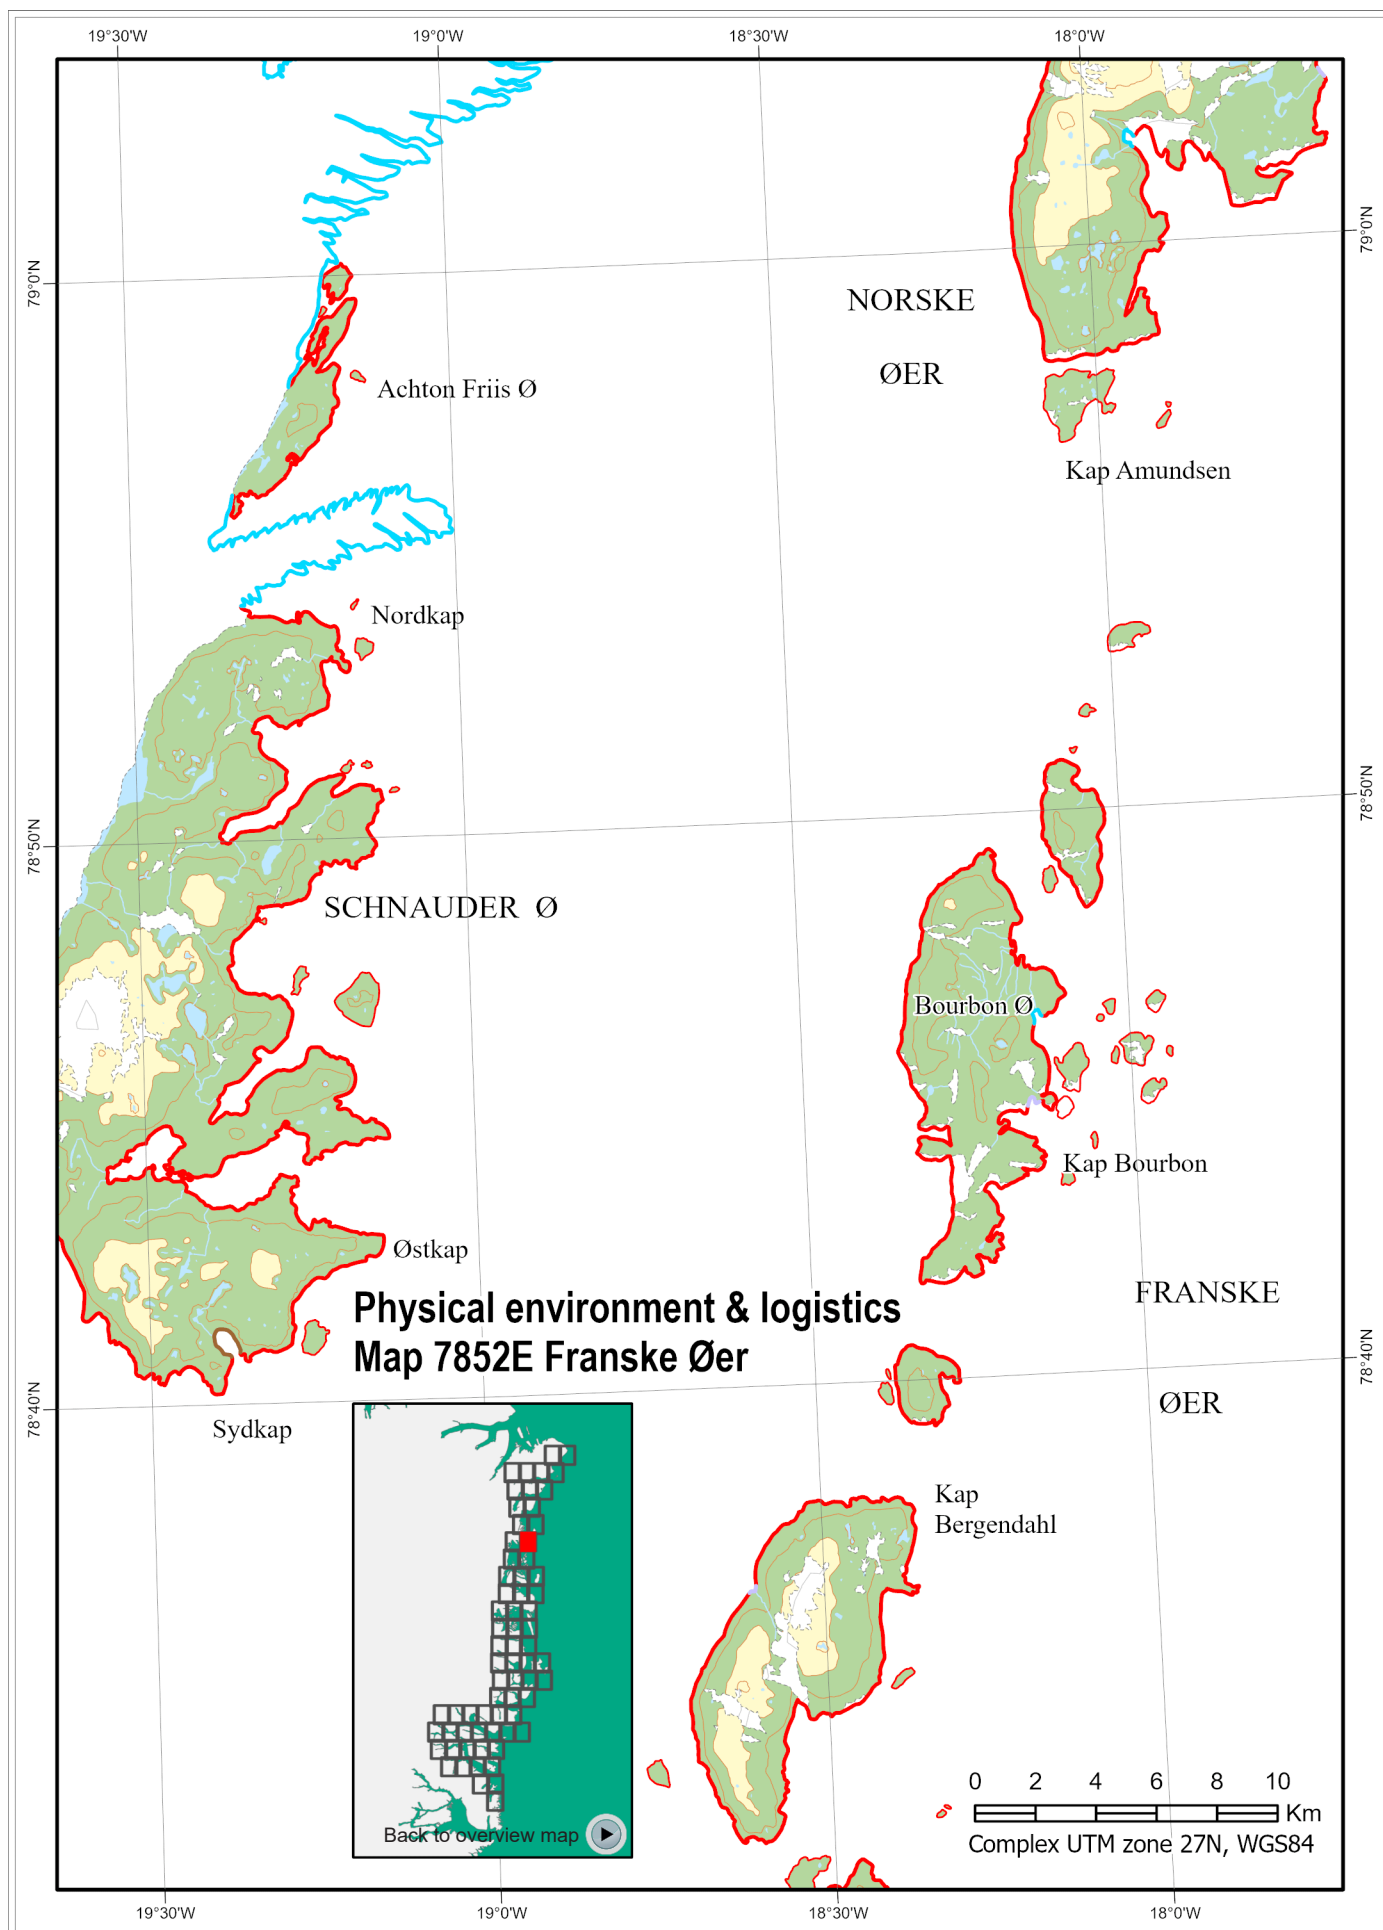 19°30'W 19°0'W 18°30'W 18°0'W
79°0'N
79°0'N
NORSKE
ØER
Achton Friis Ø
Kap Amundsen
Nordkap
78°50'N
78°50'N
SCHNAUDER Ø
Bourbon Ø
Kap Bourbon
Østkap
FRANSKE
ØER
Physical environment & logistics
Map 7852E Franske Øer
78°40'N
78°40'N
Sydkap
Kap
Bergendahl
0 2 4 6 8 10
Km
Complex UTM zone 27N, WGS84
Back to overview map
19°30'W 19°0'W 18°30'W 18°0'W